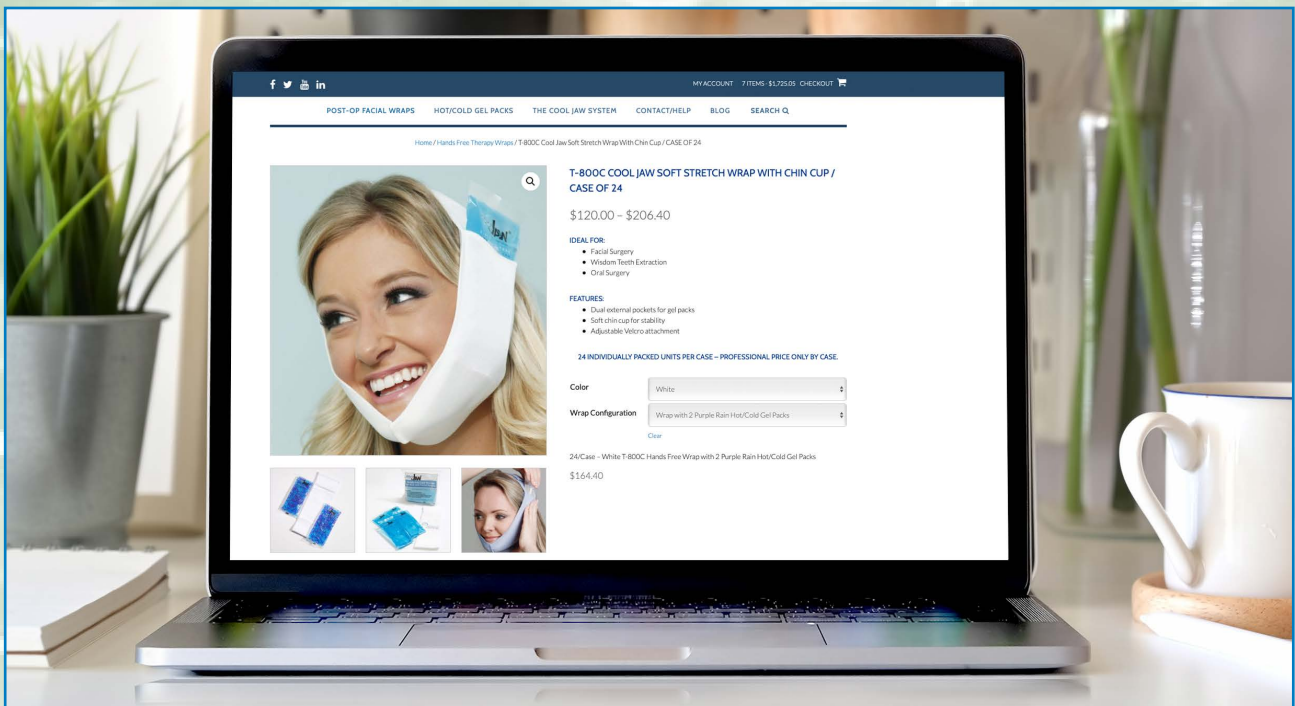 MY ACCOUNT 7 ITEMS - $1,725.05 CHECKOUT
POST-OP FACIAL WRAPS HOT/COLD GEL PACKS THE COOL JAW SYSTEM CONTACT/HELP BLOG SEARCH
Home / Hands Free Therapy Wraps / T-800C Cool Jaw Soft Stretch Wrap With Chin Cup / CASE OF 24
T-800C COOL JAW SOFT STRETCH WRAP WITH CHIN CUP /
CASE OF 24
$120.00 – $206.40
IDEAL FOR:
Facial Surgery
Wisdom Teeth Extraction
Oral Surgery
FEATURES:
Dual external pockets for gel packs
Soft chin cup for stability
Adjustable Velcro attachment
24 INDIVIDUALLY PACKED UNITS PER CASE – PROFESSIONAL PRICE ONLY BY CASE.
Color White
Wrap Configuration Wrap with 2 Purple Rain Hot/Cold Gel Packs
Clear
24/Case – White T-800C Hands Free Wrap with 2 Purple Rain Hot/Cold Gel Packs
$164.40